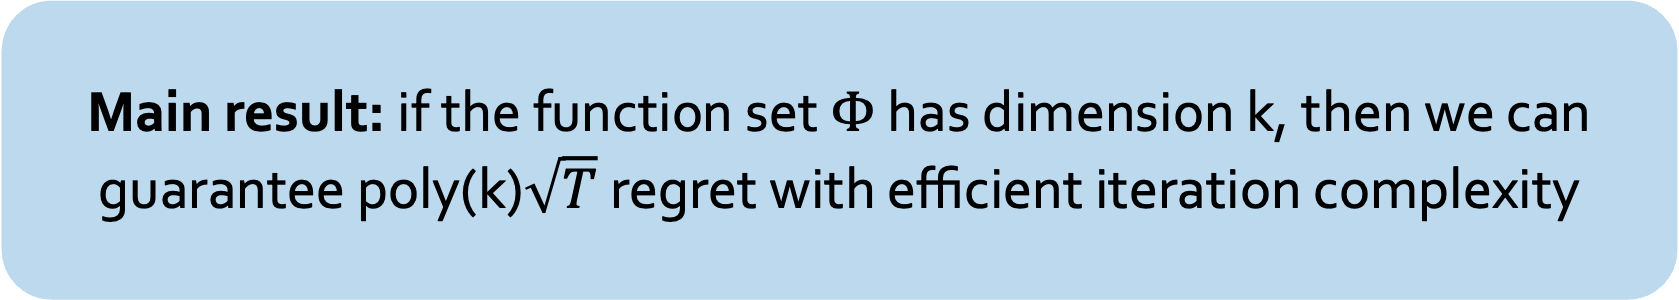 Main result: if the function set Φ has dimension k, then we can
guarantee poly(k)√T regret with efficient iteration complexity